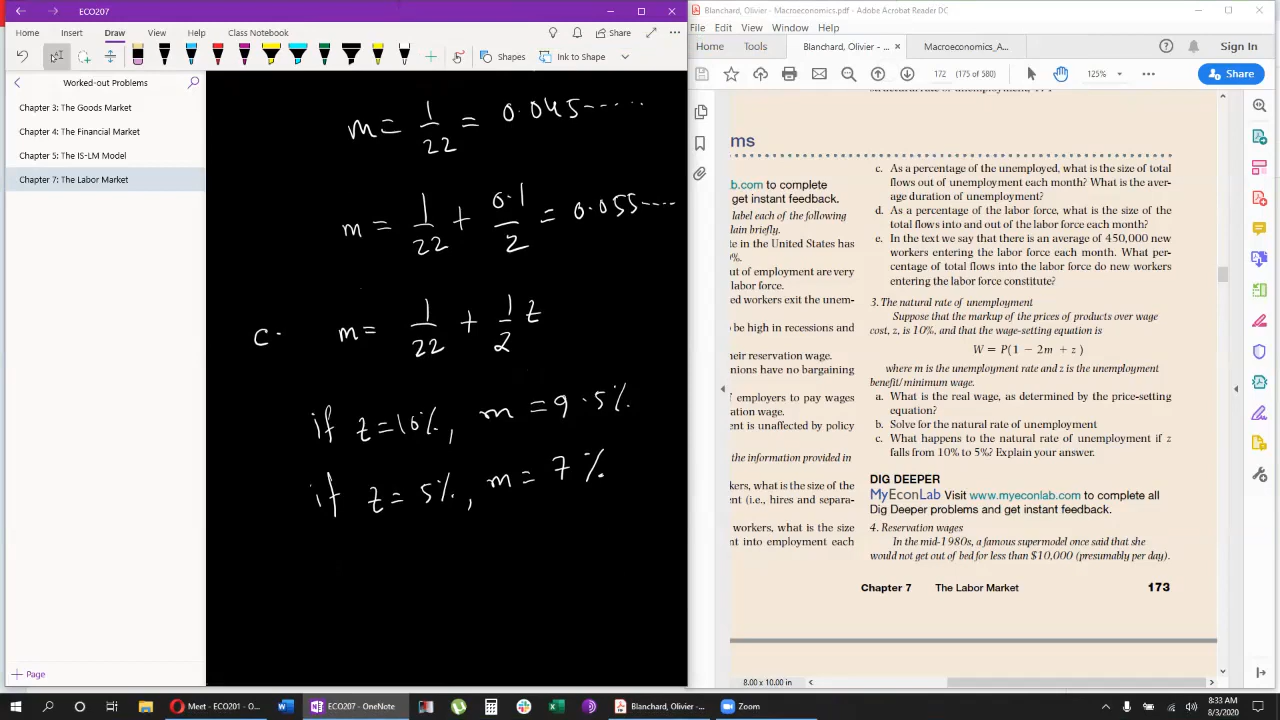 ECO207
Home Insert Draw View Help Class Notebook Share
Shapes Ink to Shape
Worked-out Problems
Chapter 3: The Goods Market
Chapter 4: The Financial Market
Chapter 5: The IS-LM Model
Chapter 7: The Labor Market
Page
m = 1/22 = 0.045-----
m = 1/22 + 0.1/2 = 0.055----
c. m = 1/22 + 1/2 z
if z=10%, m = 9.5%
if z = 5%, m = 7%
Blanchard, Olivier - Macroeconomics.pdf - Adobe Acrobat Reader DC
File Edit View Window Help
Home Tools Blanchard, Olivier - ... × Macroeconomics_A... Sign In
172 (175 of 580) 125% Share
ms
b.com to complete
get instant feedback.
label each of the following
lain briefly.
te in the United States has
0%.
out of employment are very
labor force.
ed workers exit the unem-
o be high in recessions and
heir reservation wage.
nions have no bargaining
f employers to pay wages
ation wage.
ent is unaffected by policy
the information provided in
kers, what is the size of the
ent (i.e., hires and separa-
workers, what is the size
nt into employment each
c. As a percentage of the unemployed, what is the size of total
flows out of unemployment each month? What is the aver-
age duration of unemployment?
d. As a percentage of the labor force, what is the size of the
total flows into and out of the labor force each month?
e. In the text we say that there is an average of 450,000 new
workers entering the labor force each month. What per-
centage of total flows into the labor force do new workers
entering the labor force constitute?
3. The natural rate of unemployment
Suppose that the markup of the prices of products over wage
cost, z, is 10%, and that the wage-setting equation is
W = P(1 − 2m + z)
where m is the unemployment rate and z is the unemployment
benefit/minimum wage.
a. What is the real wage, as determined by the price-setting
equation?
b. Solve for the natural rate of unemployment
c. What happens to the natural rate of unemployment if z
falls from 10% to 5%? Explain your answer.
DIG DEEPER
MyEconLab Visit www.myeconlab.com to complete all
Dig Deeper problems and get instant feedback.
4. Reservation wages
In the mid-1980s, a famous supermodel once said that she
would not get out of bed for less than $10,000 (presumably per day).
Chapter 7 The Labor Market 173
8.00 x 10.00 in
Meet - ECO201 - O... ECO207 - OneNote Blanchard, Olivier - ... Zoom
8:33 AM
8/3/2020